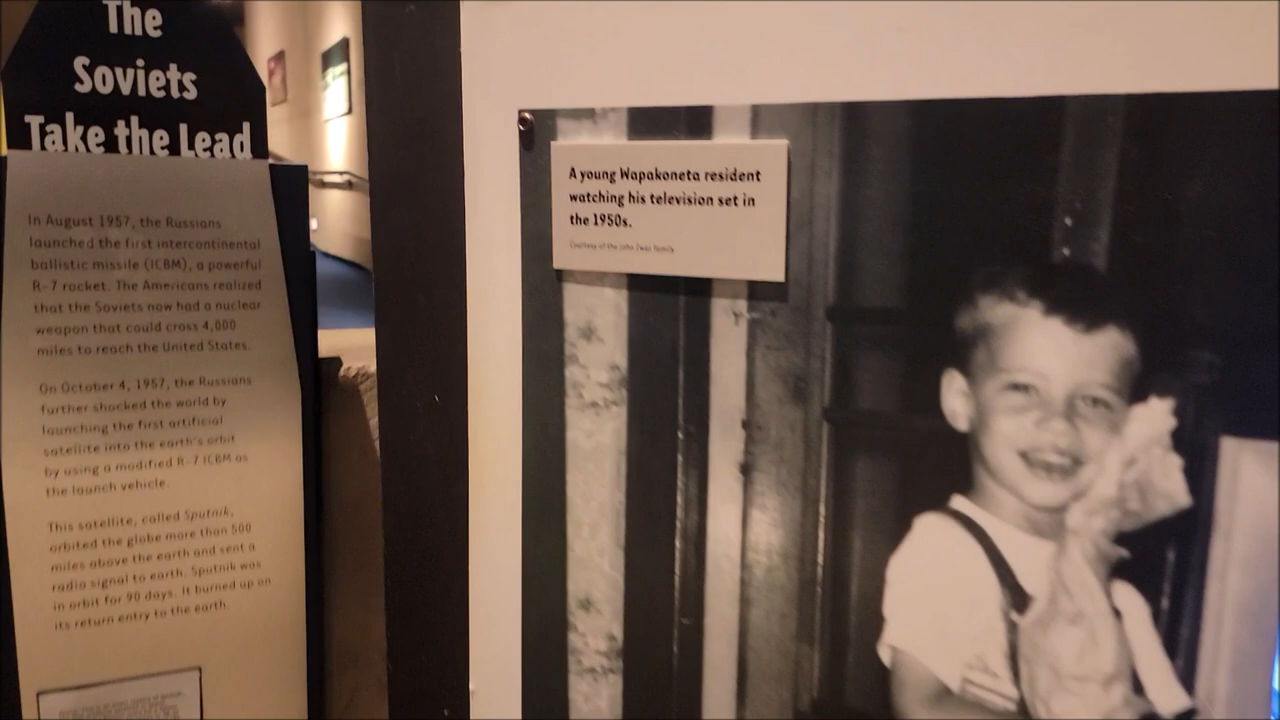 The
Soviets
Take the Lead
In August 1957, the Russians
launched the first intercontinental
ballistic missile (ICBM), a powerful
R-7 rocket. The Americans realized
that the Soviets now had a nuclear
weapon that could cross 4,000
miles to reach the United States.
On October 4, 1957, the Russians
further shocked the world by
launching the first artificial
satellite into the earth's orbit
by using a modified R-7 ICBM as
the launch vehicle.
This satellite, called Sputnik,
orbited the globe more than 500
miles above the earth and sent a
radio signal to earth. Sputnik was
in orbit for 90 days. It burned up on
its return entry to the earth.
A young Wapakoneta resident
watching his television set in
the 1950s.
Courtesy of the John Zwez family